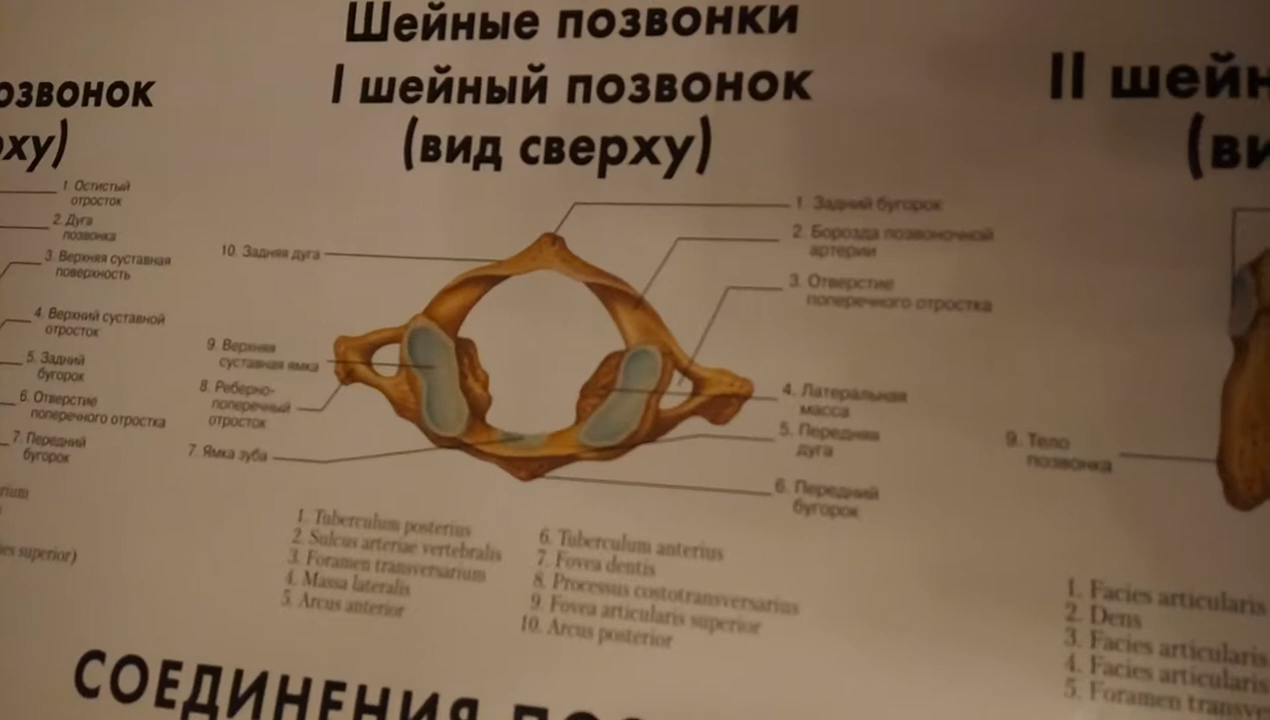 Шейные позвонки
I шейный позвонок
(вид сверху)
1. Задний бугорок
2. Борозда позвоночной
артерии
3. Отверстие
поперечного отростка
4. Латеральная
масса
5. Передняя
дуга
6. Передний
бугорок
7. Ямка зуба
8. Реберно-
поперечный
отросток
9. Верхняя
суставная ямка
10. Задняя дуга
1. Tuberculum posterius
2. Sulcus arteriae vertebralis
3. Foramen transversarium
4. Massa lateralis
5. Arcus anterior
6. Tuberculum anterius
7. Fovea dentis
8. Processus costotransversarius
9. Fovea articularis superior
10. Arcus posterior
озвонок
рху)
1. Остистый
отросток
2. Дуга
позвонка
3. Верхняя суставная
поверхность
4. Верхний суставной
отросток
5. Задний
бугорок
6. Отверстие
поперечного отростка
7. Передний
бугорок
rium
ies superior)
II шейн
(ви
9. Тело
позвонка
1. Facies articularis
2. Dens
3. Facies articularis
4. Facies articularis
5. Foramen transve
СОЕДИНЕНИЯ ПОЗ